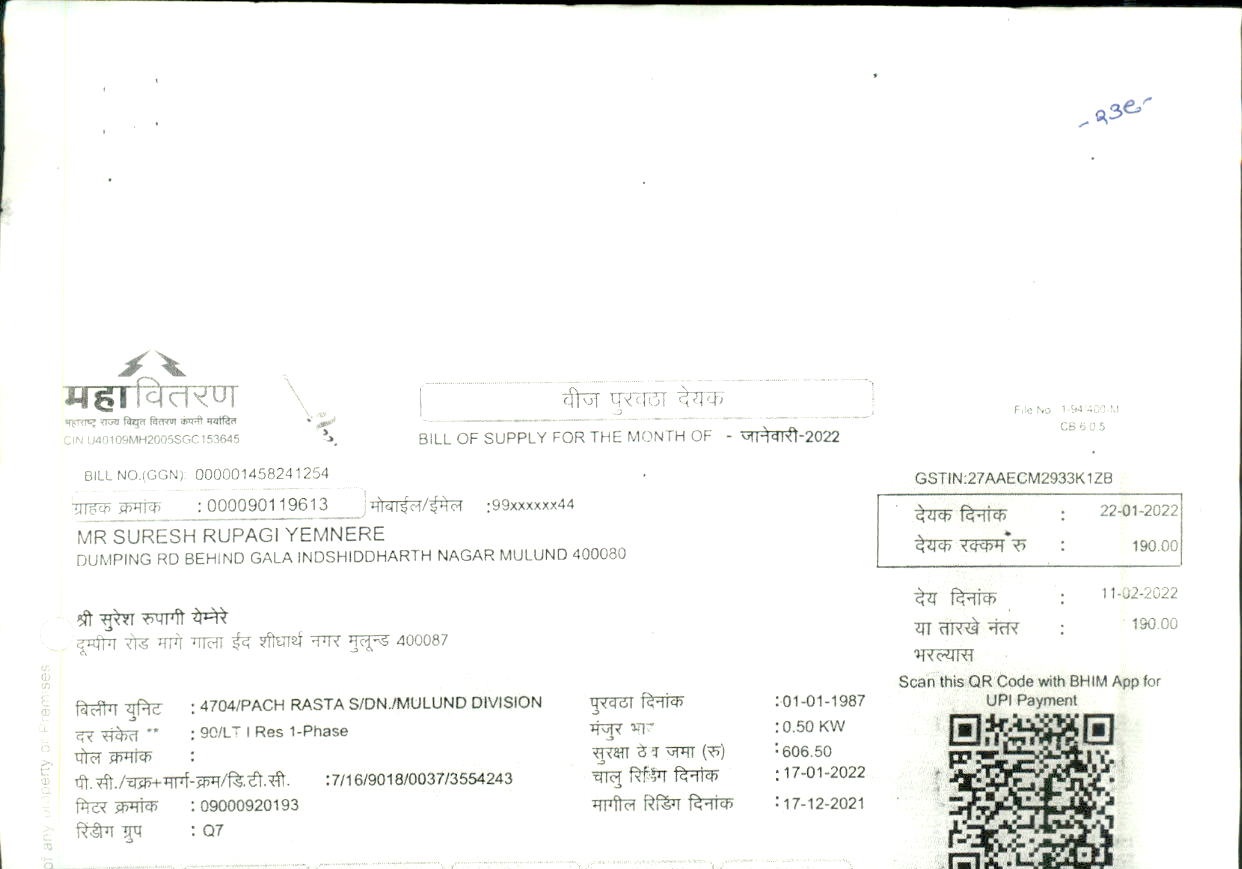 -२३९-
महावितरण
महाराष्ट्र राज्य विद्युत वितरण कंपनी मर्यादित
CIN U40109MH2005SGC153645
वीज पुरवठा देयक
BILL OF SUPPLY FOR THE MONTH OF - जानेवारी-2022
File No 1-94-400-M
CB 6.0.5
BILL NO.(GGN): 000001458241254
GSTIN:27AAECM2933K1ZB
ग्राहक क्रमांक :000090119613 मोबाईल/ईमेल :99xxxxxx44
देयक दिनांक : 22-01-2022
देयक रक्कम रु : 190.00
MR SURESH RUPAGI YEMNERE
DUMPING RD BEHIND GALA INDSHIDDHARTH NAGAR MULUND 400080
देय दिनांक : 11-02-2022
या तारखे नंतर : 190.00
भरल्यास
श्री सुरेश रुपागी येम्नेरे
दूम्पीग रोड मागे गाला ईद शीधार्थ नगर मुलून्ड 400087
Scan this QR Code with BHIM App for
UPI Payment
बिलींग युनिट : 4704/PACH RASTA S/DN./MULUND DIVISION
दर संकेत ** : 90/LT I Res 1-Phase
पोल क्रमांक :
पी.सी./चक्र+मार्ग-क्रम/डि.टी.सी. :7/16/9018/0037/3554243
मिटर क्रमांक : 09000920193
रिंडीग ग्रुप : Q7
पुरवठा दिनांक :01-01-1987
मंजुर भार :0.50 KW
सुरक्षा ठेव जमा (रु) :606.50
चालु रिडिंग दिनांक :17-01-2022
मागील रिडिंग दिनांक :17-12-2021
of any property or Premises